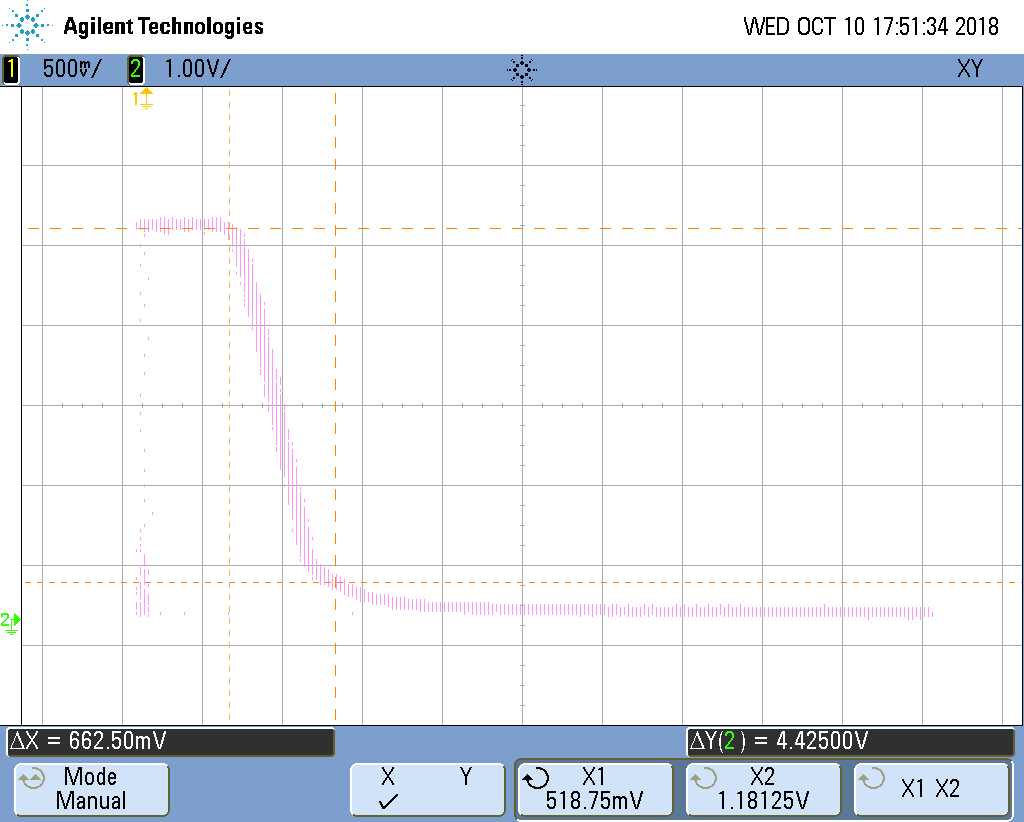 Agilent Technologies WED OCT 10 17:51:34 2018
1 500mV/ 2 1.00V/ XY
1
2
ΔX = 662.50mV ΔY(2) = 4.42500V
Mode X Y X1 X2 X1 X2
Manual 518.75mV 1.18125V